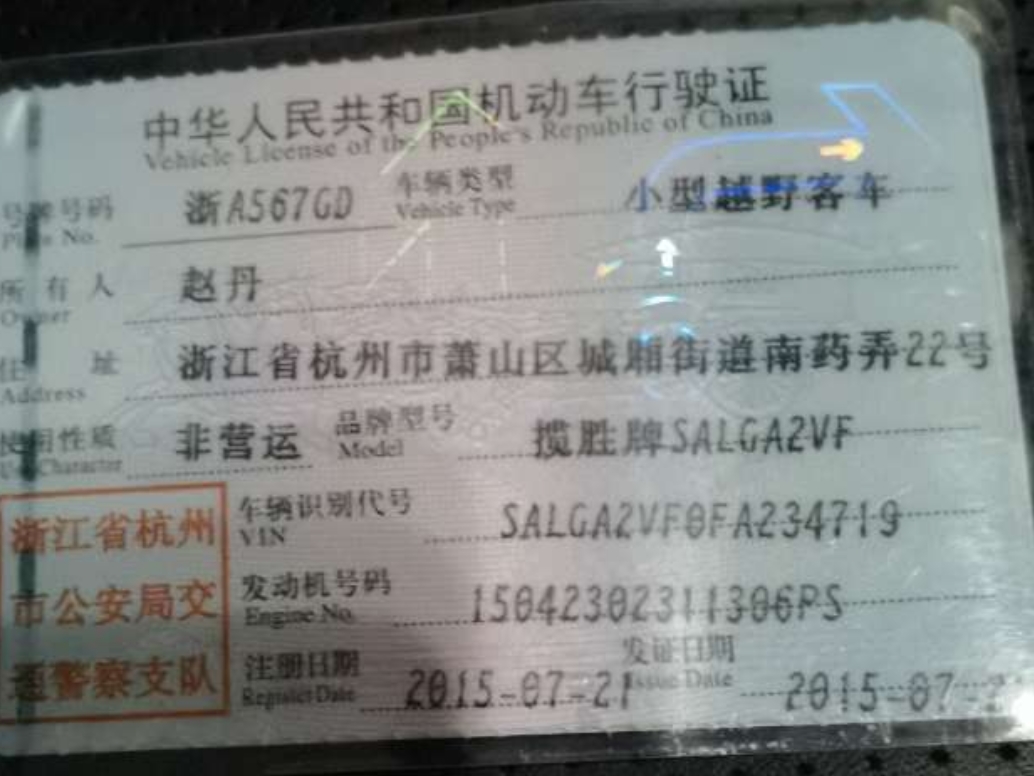 中华人民共和国机动车行驶证
Vehicle License of the People's Republic of China
号牌号码 浙A567GD 车辆类型 小型越野客车
Plate No. Vehicle Type
所有人 赵丹
Owner
住址 浙江省杭州市萧山区城厢街道南药弄22号
Address
使用性质 非营运 品牌型号 揽胜牌SALGA2VF
Use Character Model
浙江省杭州 车辆识别代号 SALGA2VF0FA234719
VIN
市公安局交 发动机号码 15042302311306PS
Engine No.
通警察支队 注册日期 2015-07-21 发证日期 2015-07-2
Register Date Issue Date